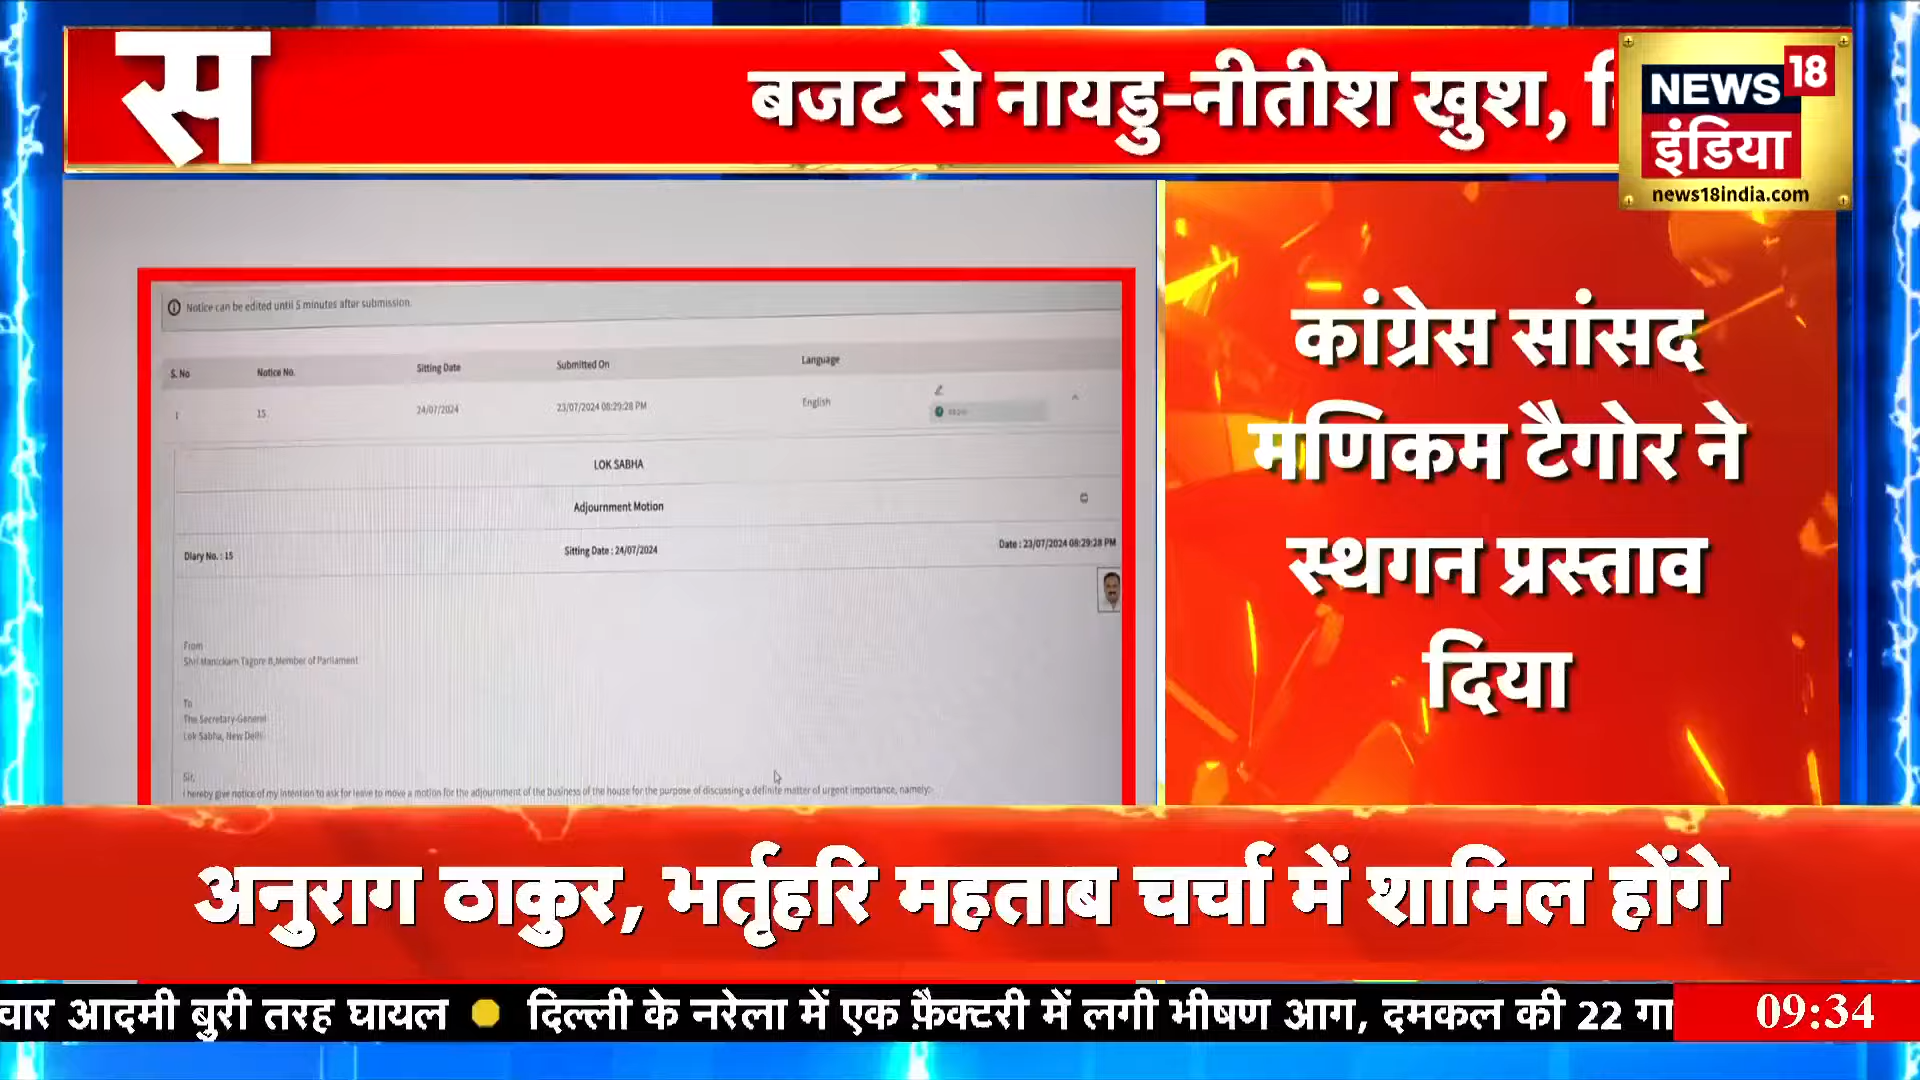 स
बजट से नायडु-नीतीश खुश,
NEWS 18
इंडिया
news18india.com
Notice can be edited until 5 minutes after submission.
S. No Notice No. Sitting Date Submitted On Language
1 15 24/07/2024 23/07/2024 08:29:28 PM English
LOK SABHA
Adjournment Motion
Diary No. : 15 Sitting Date : 24/07/2024 Date : 23/07/2024 08:29:28 PM
From
Shri Manickam Tagore B,Member of Parliament
To
The Secretary-General
Lok Sabha, New Delhi
Sir,
I hereby give notice of my intention to ask for leave to move a motion for the adjournment of the business of the house for the purpose of discussing a definite matter of urgent importance, namely:-
कांग्रेस सांसद
मणिकम टैगोर ने
स्थगन प्रस्ताव
दिया
अनुराग ठाकुर, भर्तृहरि महताब चर्चा में शामिल होंगे
वार आदमी बुरी तरह घायल दिल्ली के नरेला में एक फ़ैक्टरी में लगी भीषण आग, दमकल की 22 गा
09:34